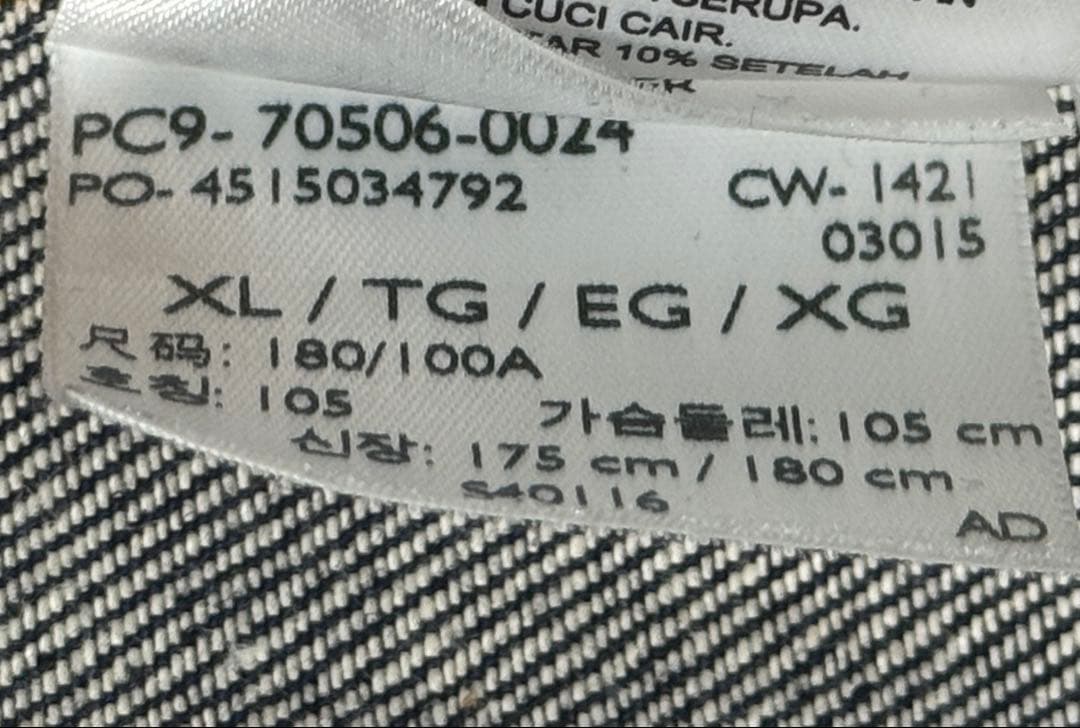 CUCI CAIR.
10% SETELAH
PC9- 70506-0024
PO- 4515034792
CW- 1421
03015
XL / TG / EG / XG
尺 码: 180/100A
호칭: 105
가슴둘레: 105 cm
신장: 175 cm / 180 cm
S40116
AD